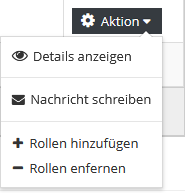 Aktion
Details anzeigen
Nachricht schreiben
Rollen hinzufügen
Rollen enfernen